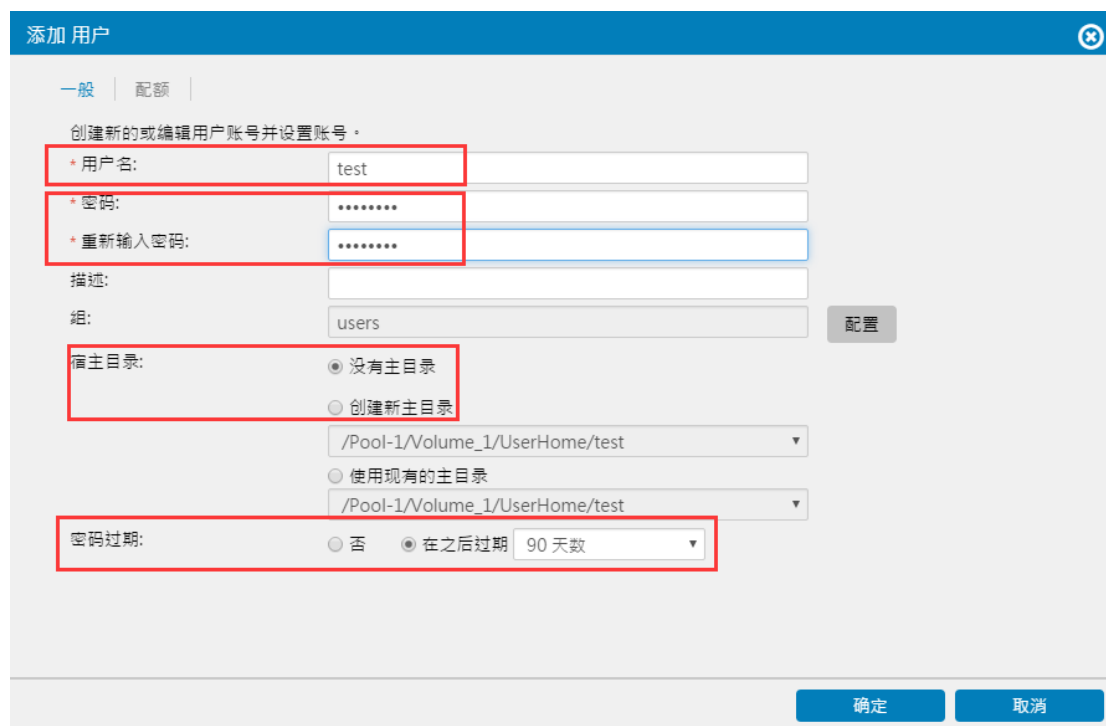 添加 用户
一般 配额
创建新的或编辑用户账号并设置账号。
* 用户名: test
* 密码: ••••••••
* 重新输入密码: ••••••••
描述:
组: users 配置
宿主目录: 没有主目录
创建新主目录
/Pool-1/Volume_1/UserHome/test
使用现有的主目录
/Pool-1/Volume_1/UserHome/test
密码过期: 否 在之后过期 90 天数
确定 取消